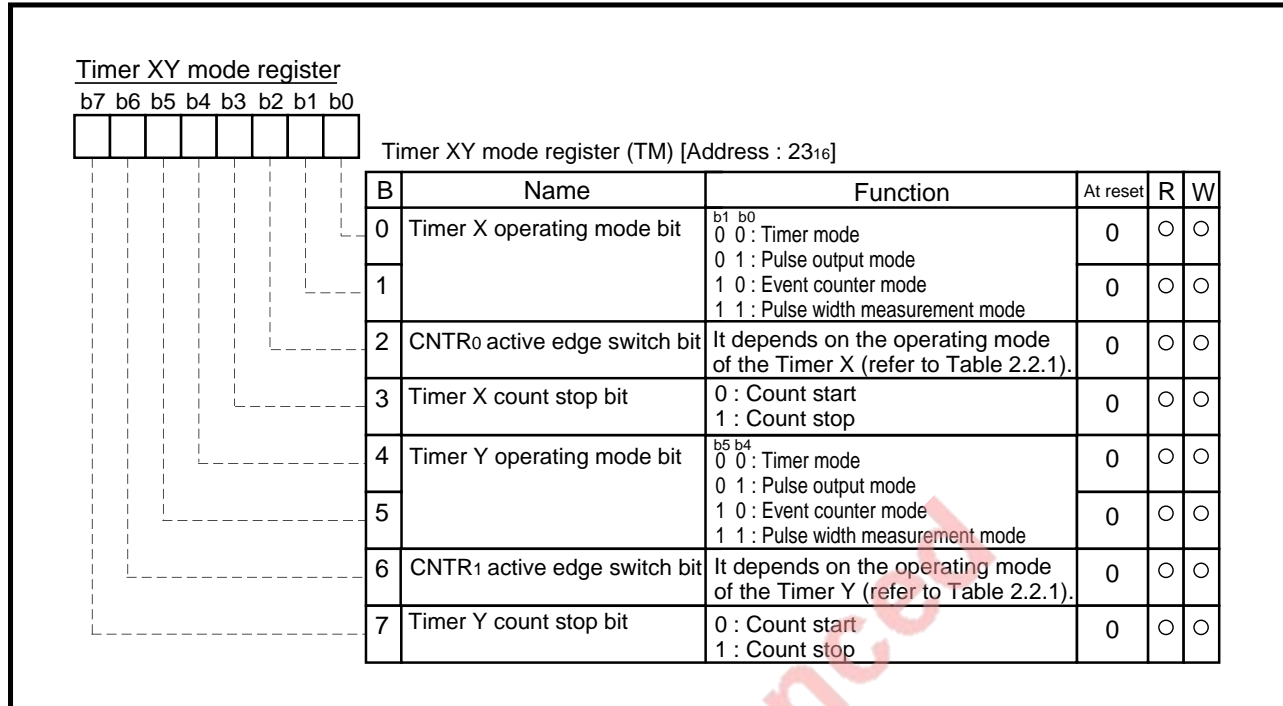 Timer XY mode register
b7 b6 b5 b4 b3 b2 b1 b0
Timer XY mode register (TM) [Address : 2316]
B Name Function At reset R W
0 Timer X operating mode bit b1 b0 0 ○ ○
0 0 : Timer mode
0 1 : Pulse output mode
1 1 0 : Event counter mode 0 ○ ○
1 1 : Pulse width measurement mode
2 CNTR0 active edge switch bit It depends on the operating mode 0 ○ ○
of the Timer X (refer to Table 2.2.1).
3 Timer X count stop bit 0 : Count start 0 ○ ○
1 : Count stop
4 Timer Y operating mode bit b5 b4 0 ○ ○
0 0 : Timer mode
0 1 : Pulse output mode
5 1 0 : Event counter mode 0 ○ ○
1 1 : Pulse width measurement mode
6 CNTR1 active edge switch bit It depends on the operating mode 0 ○ ○
of the Timer Y (refer to Table 2.2.1).
7 Timer Y count stop bit 0 : Count start 0 ○ ○
1 : Count stop